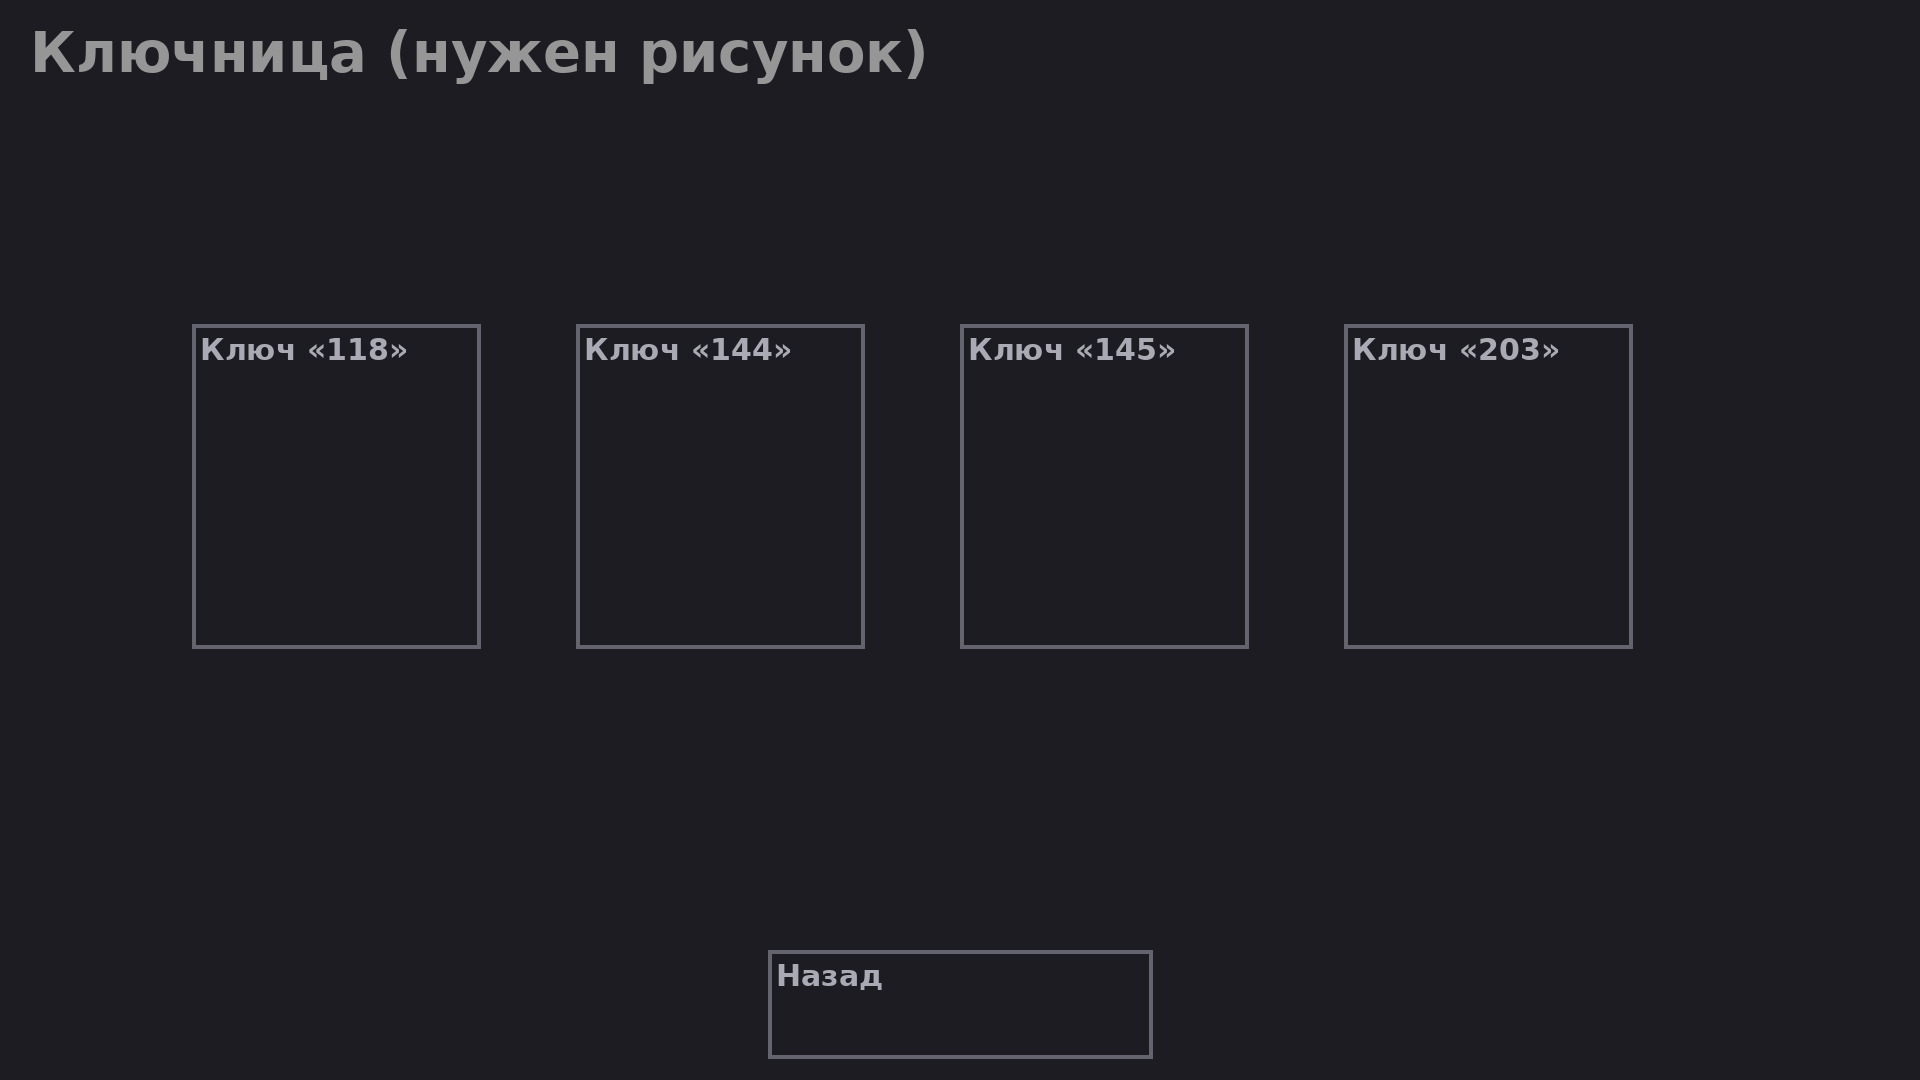 Ключница (нужен рисунок)
Ключ «118»
Ключ «144»
Ключ «145»
Ключ «203»
Назад